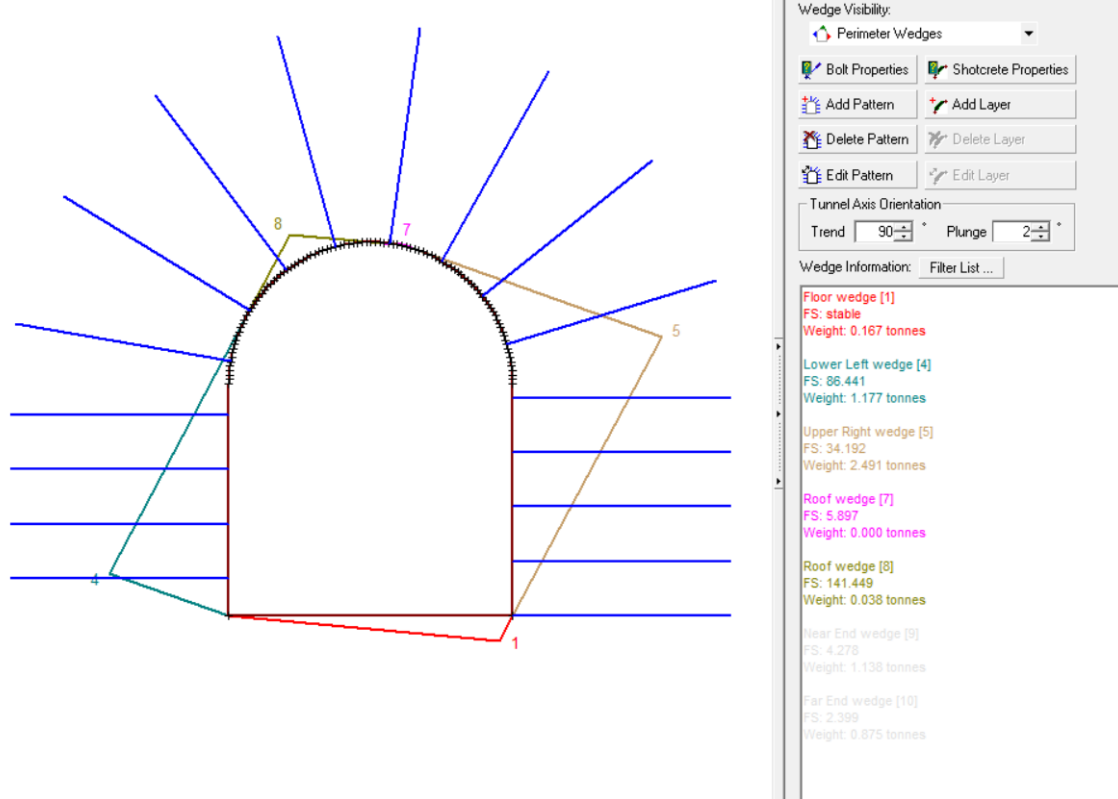 Wedge Visibility:
Perimeter Wedges
Bolt Properties
Shotcrete Properties
Add Pattern
Add Layer
Delete Pattern
Delete Layer
Edit Pattern
Edit Layer
Tunnel Axis Orientation
Trend 90 ° Plunge 2 °
Wedge Information: Filter List ...
Floor wedge [1]
FS: stable
Weight: 0.167 tonnes
Lower Left wedge [4]
FS: 86.441
Weight: 1.177 tonnes
Upper Right wedge [5]
FS: 34.192
Weight: 2.491 tonnes
Roof wedge [7]
FS: 5.897
Weight: 0.000 tonnes
Roof wedge [8]
FS: 141.449
Weight: 0.038 tonnes
Near End wedge [9]
FS: 4.278
Weight: 1.138 tonnes
Far End wedge [10]
FS: 2.399
Weight: 0.875 tonnes
8
7
5
4
1